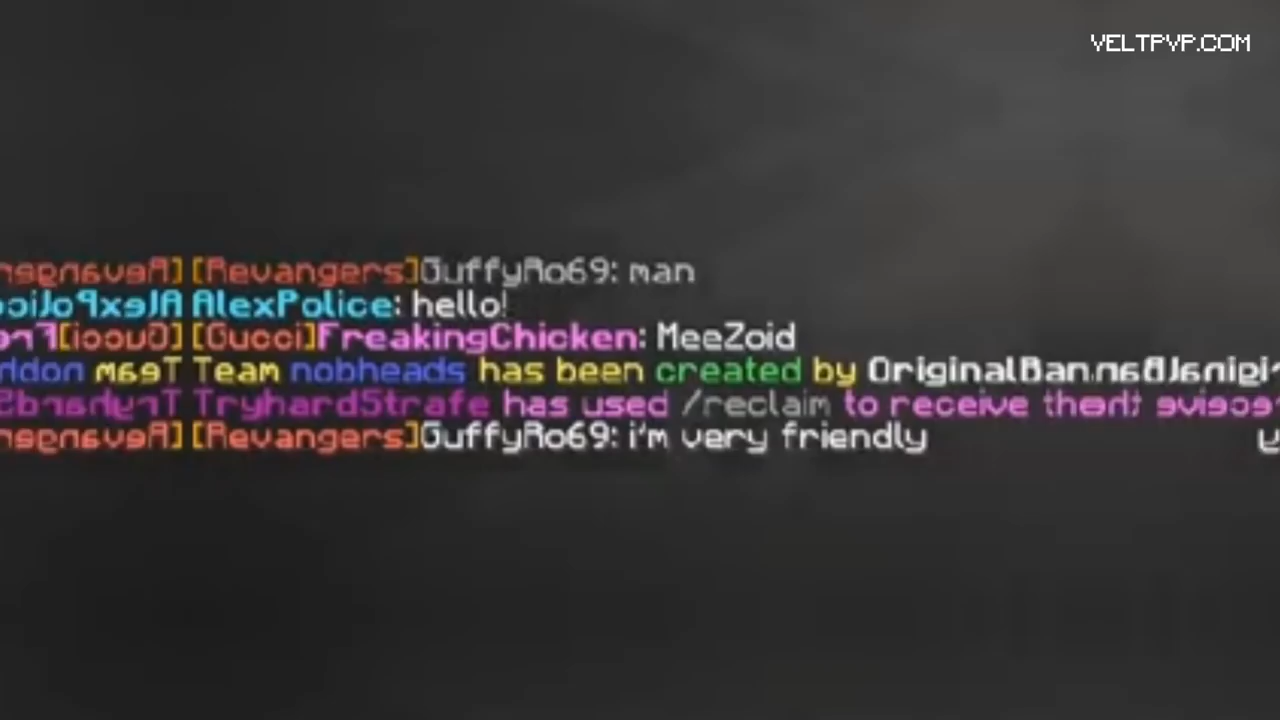 VELTPVP.COM
[Revangers]GuffyRo69: man
AlexPolice: hello!
[Gucci]FreakingChicken: MeeZoid
Team nobheads has been created by OriginalBan
TryhardStrafe has used /reclaim to receive the
[Revangers]GuffyRo69: i'm very friendly